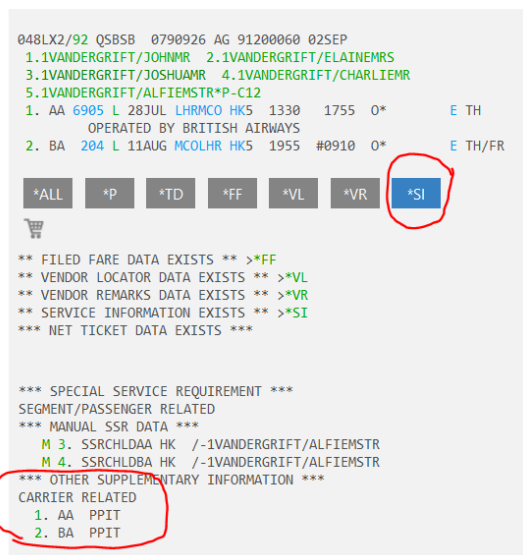 048LX2/92 QSBSB 0790926 AG 91200060 02SEP
1.1VANDERGRIFT/JOHNMR 2.1VANDERGRIFT/ELAINEMRS
3.1VANDERGRIFT/JOSHUAMR 4.1VANDERGRIFT/CHARLIEMR
5.1VANDERGRIFT/ALFIEMSTR*P-C12
1. AA 6905 L 28JUL LHRMCO HK5 1330 1755 O* E TH
OPERATED BY BRITISH AIRWAYS
2. BA 204 L 11AUG MCOLHR HK5 1955 #0910 O* E TH/FR
*ALL *P *TD *FF *VL *VR *SI
** FILED FARE DATA EXISTS ** >*FF
** VENDOR LOCATOR DATA EXISTS ** >*VL
** VENDOR REMARKS DATA EXISTS ** >*VR
** SERVICE INFORMATION EXISTS ** >*SI
*** NET TICKET DATA EXISTS ***
*** SPECIAL SERVICE REQUIREMENT ***
SEGMENT/PASSENGER RELATED
*** MANUAL SSR DATA ***
M 3. SSRCHLDAA HK /-1VANDERGRIFT/ALFIEMSTR
M 4. SSRCHLDBA HK /-1VANDERGRIFT/ALFIEMSTR
*** OTHER SUPPLEMENTARY INFORMATION ***
CARRIER RELATED
1. AA PPIT
2. BA PPIT